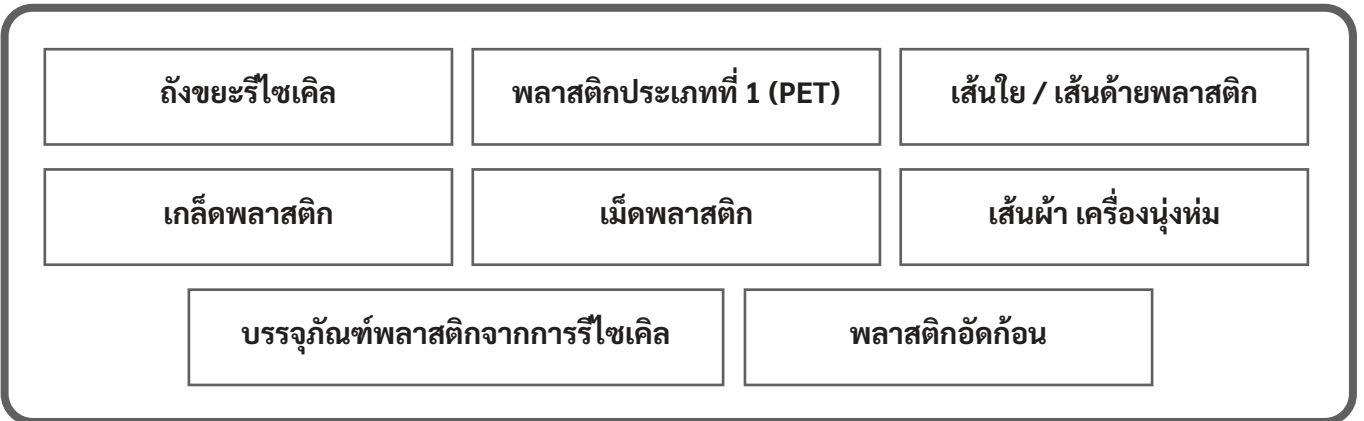 ถังขยะรีไซเคิล
พลาสติกประเภทที่ 1 (PET)
เส้นใย / เส้นด้ายพลาสติก
เกล็ดพลาสติก
เม็ดพลาสติก
เส้นผ้า เครื่องนุ่งห่ม
บรรจุภัณฑ์พลาสติกจากการรีไซเคิล
พลาสติกอัดก้อน